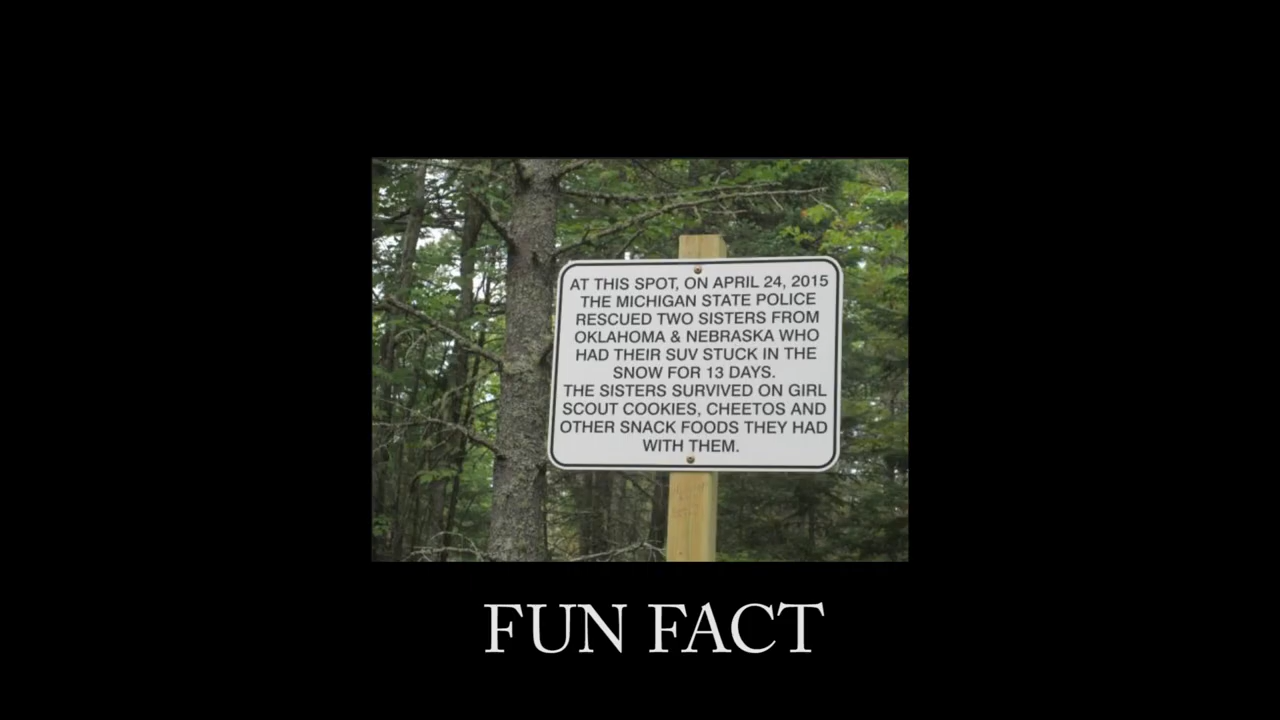 AT THIS SPOT, ON APRIL 24, 2015
THE MICHIGAN STATE POLICE
RESCUED TWO SISTERS FROM
OKLAHOMA & NEBRASKA WHO
HAD THEIR SUV STUCK IN THE
SNOW FOR 13 DAYS.
THE SISTERS SURVIVED ON GIRL
SCOUT COOKIES, CHEETOS AND
OTHER SNACK FOODS THEY HAD
WITH THEM.
FUN FACT